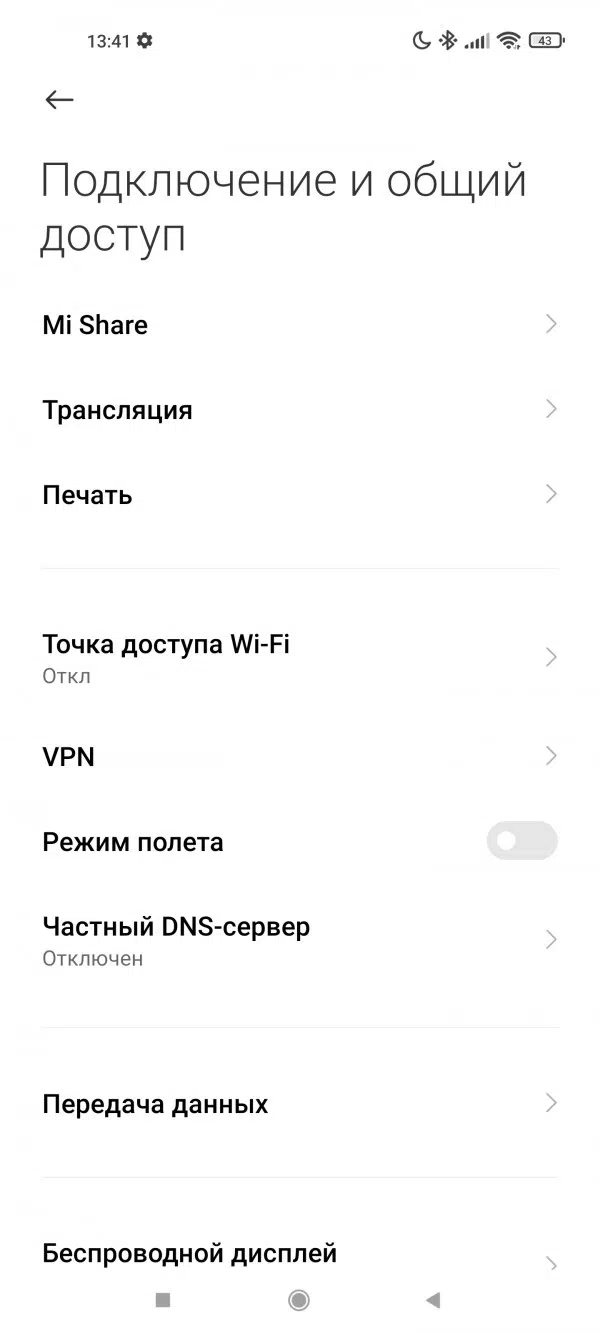 13:41
43
Подключение и общий
доступ
Mi Share
Трансляция
Печать
Точка доступа Wi-Fi
Откл
VPN
Режим полета
Частный DNS-сервер
Отключен
Передача данных
Беспроводной дисплей